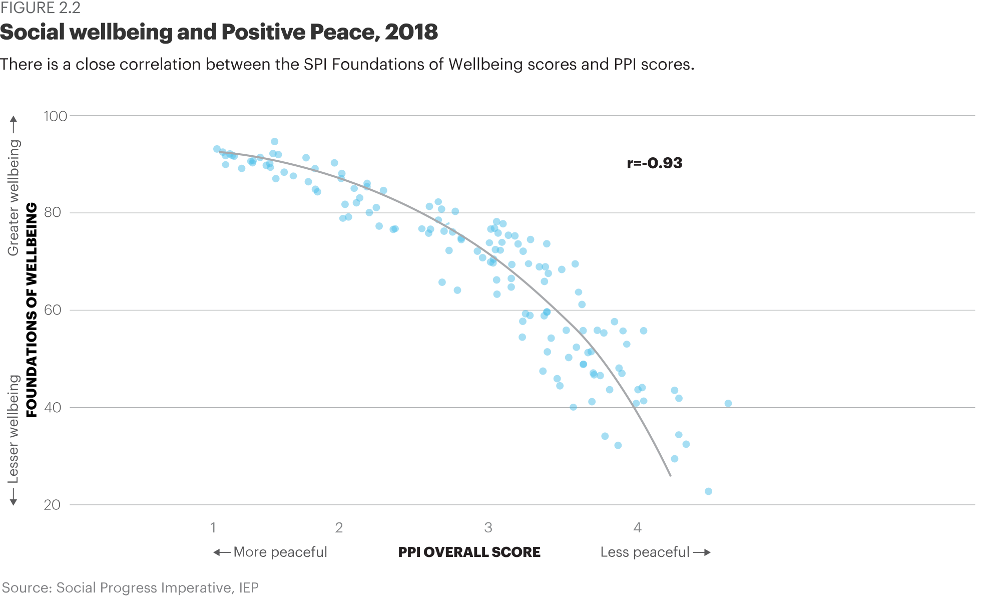 FIGURE 2.2
Social wellbeing and Positive Peace, 2018
There is a close correlation between the SPI Foundations of Wellbeing scores and PPI scores.
Greater wellbeing
Lesser wellbeing
FOUNDATIONS OF WELLBEING
100
80
60
40
20
r=-0.93
1 2 3 4
More peaceful PPI OVERALL SCORE Less peaceful
Source: Social Progress Imperative, IEP